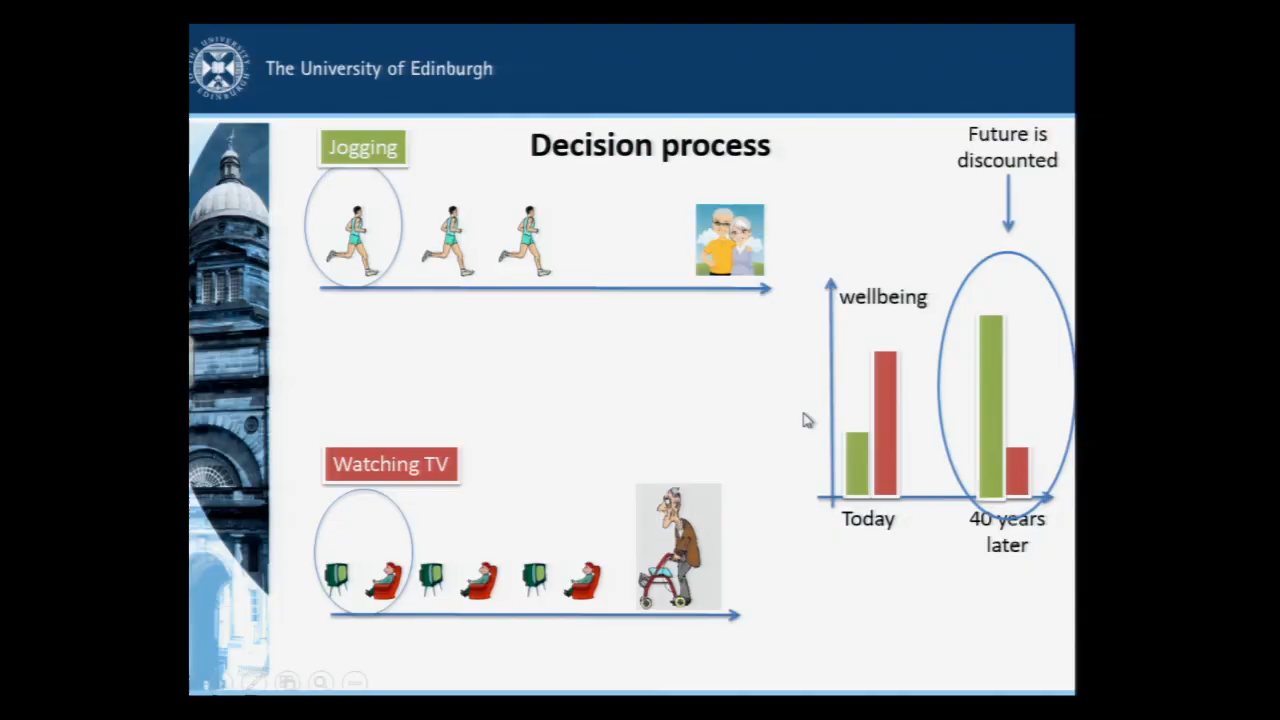 The University of Edinburgh
Decision process
Jogging
Future is
discounted
wellbeing
Watching TV
Today
40 years
later